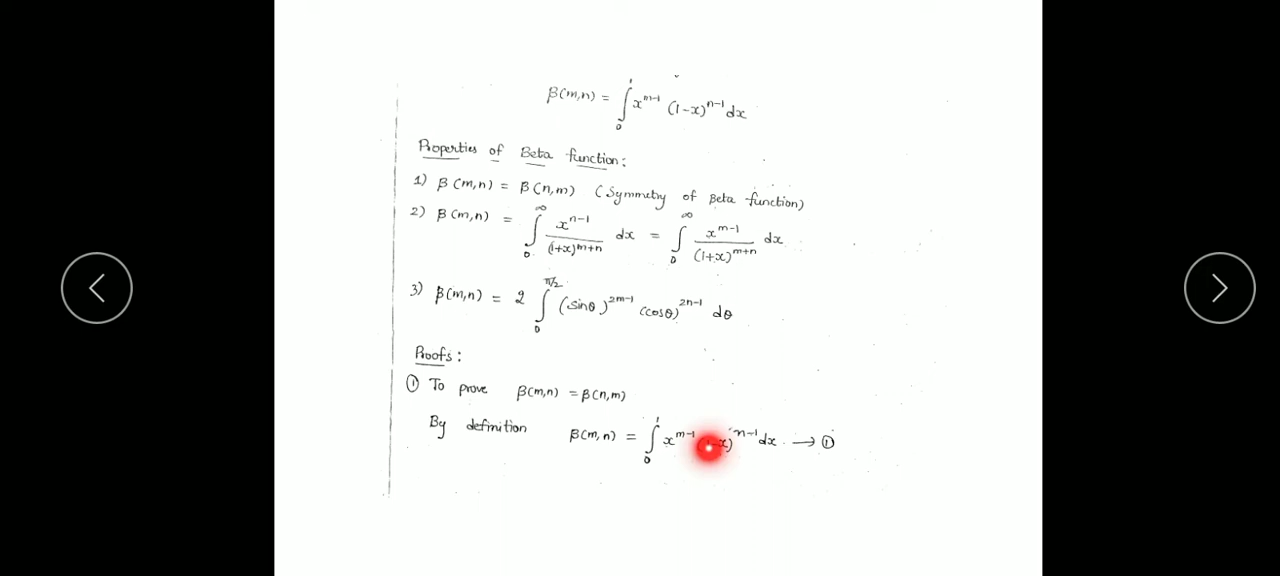 β(m,n) = ∫₀¹ x^(m-1) (1-x)^(n-1) dx
Properties of Beta function:
1) β(m,n) = β(n,m) (Symmetry of Beta function)
2) β(m,n) = ∫₀^∞ x^(n-1)/(1+x)^(m+n) dx = ∫₀^∞ x^(m-1)/(1+x)^(m+n) dx
3) β(m,n) = 2 ∫₀^(π/2) (sinθ)^(2m-1) (cosθ)^(2n-1) dθ
Proofs:
① To prove β(m,n) = β(n,m)
By definition β(m,n) = ∫₀¹ x^(m-1) (1-x)^(n-1) dx → ①